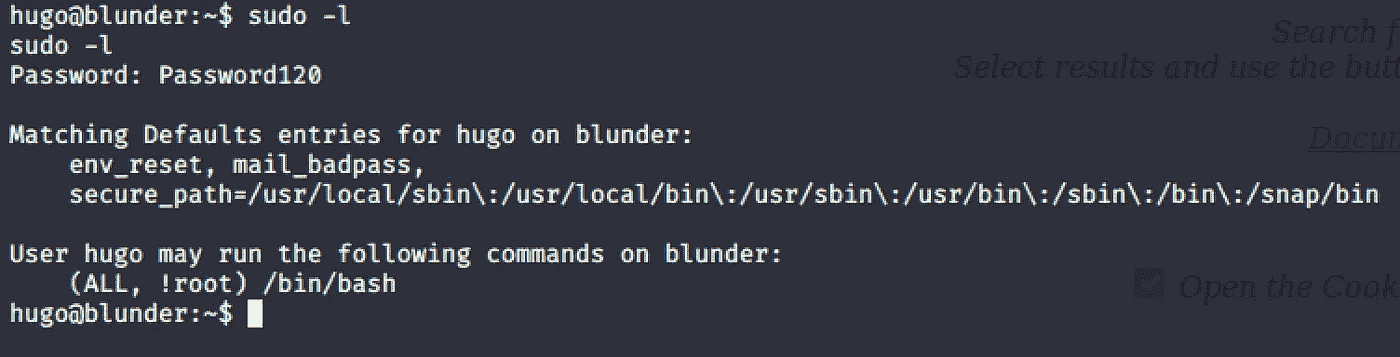 hugo@blunder:~$ sudo -l
sudo -l
Password: Password120
Matching Defaults entries for hugo on blunder:
env_reset, mail_badpass,
secure_path=/usr/local/sbin\:/usr/local/bin\:/usr/sbin\:/usr/bin\:/sbin\:/bin\:/snap/bin
User hugo may run the following commands on blunder:
(ALL, !root) /bin/bash
hugo@blunder:~$
Search f
Select results and use the butt
Docum
Open the Cook